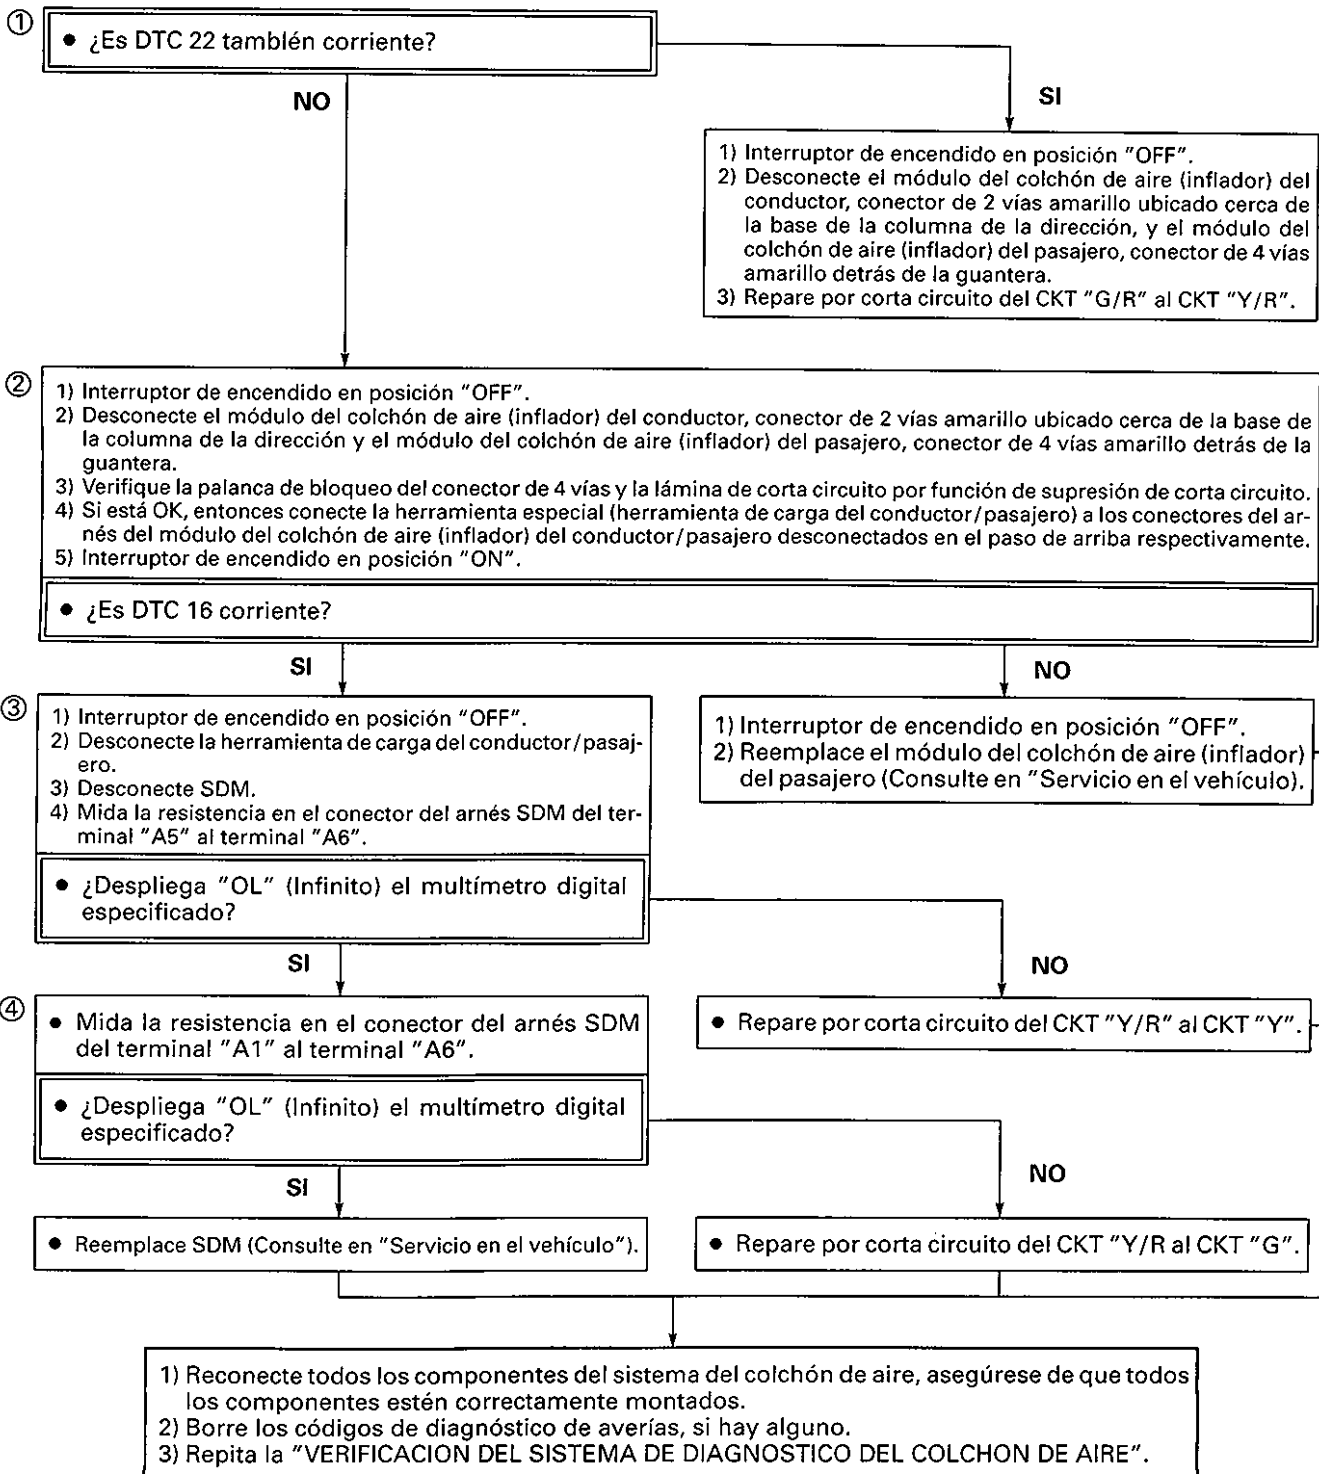 ①
● ¿Es DTC 22 también corriente?
NO
SI
1) Interruptor de encendido en posición "OFF".
2) Desconecte el módulo del colchón de aire (inflador) del
conductor, conector de 2 vías amarillo ubicado cerca de
la base de la columna de la dirección, y el módulo del
colchón de aire (inflador) del pasajero, conector de 4 vías
amarillo detrás de la guantera.
3) Repare por corta circuito del CKT "G/R" al CKT "Y/R".
②
1) Interruptor de encendido en posición "OFF".
2) Desconecte el módulo del colchón de aire (inflador) del conductor, conector de 2 vías amarillo ubicado cerca de la base de
la columna de la dirección y el módulo del colchón de aire (inflador) del pasajero, conector de 4 vías amarillo detrás de la
guantera.
3) Verifique la palanca de bloqueo del conector de 4 vías y la lámina de corta circuito por función de supresión de corta circuito.
4) Si está OK, entonces conecte la herramienta especial (herramienta de carga del conductor/pasajero) a los conectores del ar-
nés del módulo del colchón de aire (inflador) del conductor/pasajero desconectados en el paso de arriba respectivamente.
5) Interruptor de encendido en posición "ON".
● ¿Es DTC 16 corriente?
SI
NO
③
1) Interruptor de encendido en posición "OFF".
2) Desconecte la herramienta de carga del conductor/pasaj-
ero.
3) Desconecte SDM.
4) Mida la resistencia en el conector del arnés SDM del ter-
minal "A5" al terminal "A6".
1) Interruptor de encendido en posición "OFF".
2) Reemplace el módulo del colchón de aire (inflador)
del pasajero (Consulte en "Servicio en el vehículo).
● ¿Despliega "OL" (Infinito) el multímetro digital
especificado?
SI
NO
④
● Mida la resistencia en el conector del arnés SDM
del terminal "A1" al terminal "A6".
● Repare por corta circuito del CKT "Y/R" al CKT "Y".
● ¿Despliega "OL" (Infinito) el multímetro digital
especificado?
SI
NO
● Reemplace SDM (Consulte en "Servicio en el vehículo").
● Repare por corta circuito del CKT "Y/R al CKT "G".
1) Reconecte todos los componentes del sistema del colchón de aire, asegúrese de que todos
los componentes estén correctamente montados.
2) Borre los códigos de diagnóstico de averías, si hay alguno.
3) Repita la "VERIFICACION DEL SISTEMA DE DIAGNOSTICO DEL COLCHON DE AIRE".